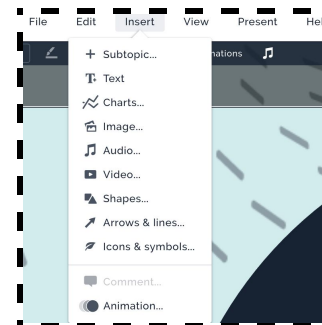 File Edit Insert View Present
nations
Subtopic...
Text
Charts...
Image...
Audio...
Video...
Shapes...
Arrows & lines...
Icons & symbols...
Comment...
Animation...